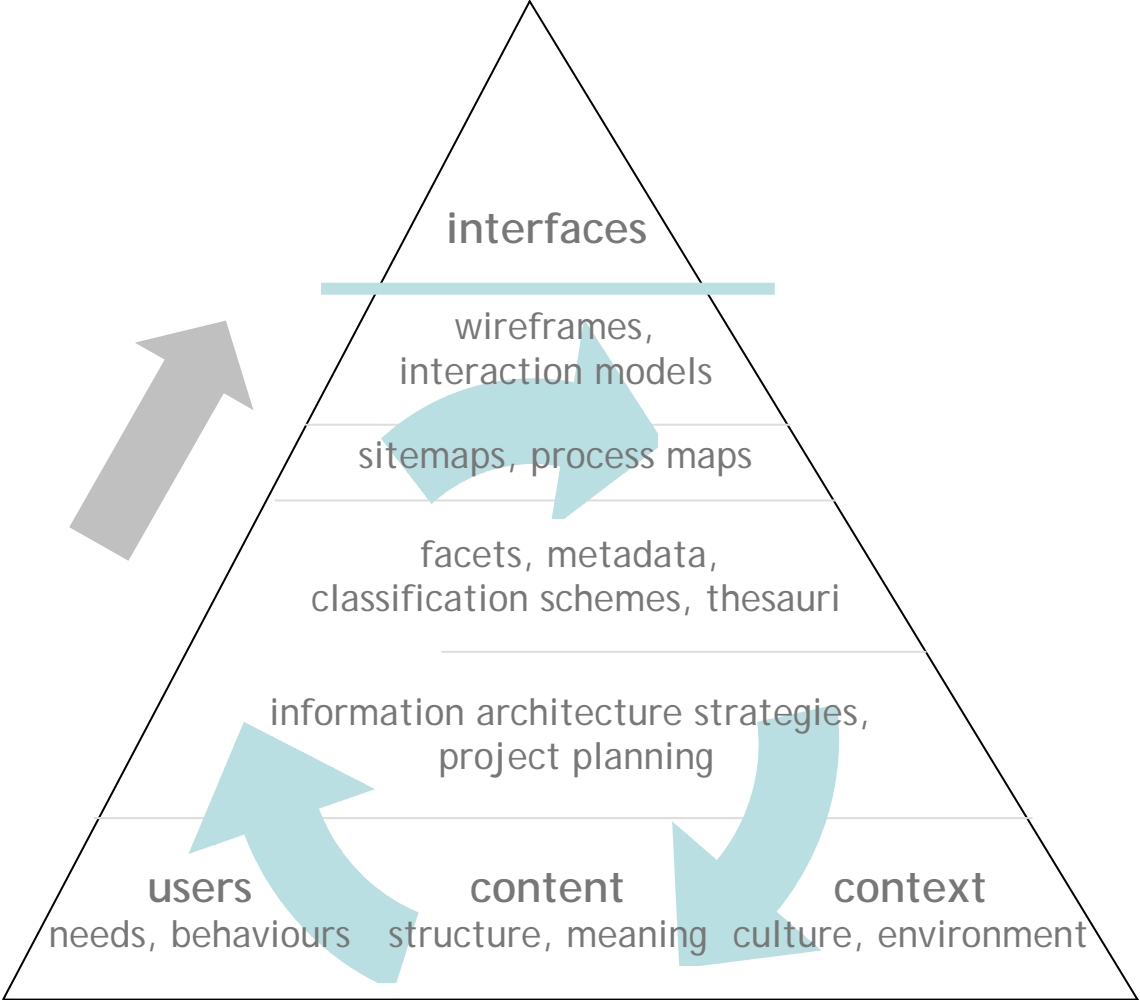 interfaces
wireframes,
interaction models
sitemaps, process maps
facets, metadata,
classification schemes, thesauri
information architecture strategies,
project planning
users content context
needs, behaviours structure, meaning culture, environment